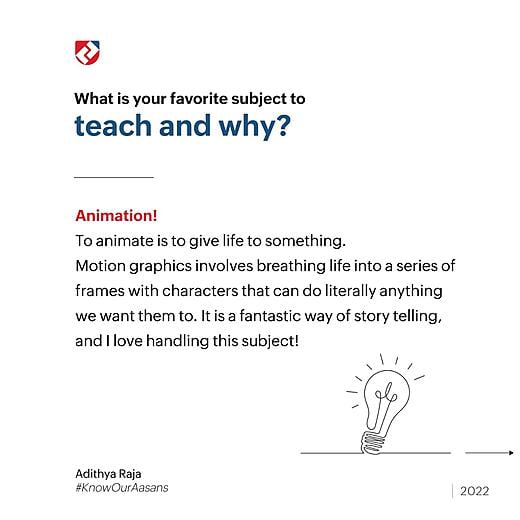 What is your favorite subject to
teach and why?
Animation!
To animate is to give life to something.
Motion graphics involves breathing life into a series of
frames with characters that can do literally anything
we want them to. It is a fantastic way of story telling,
and I love handling this subject!
Adithya Raja
#KnowOurAasans
2022